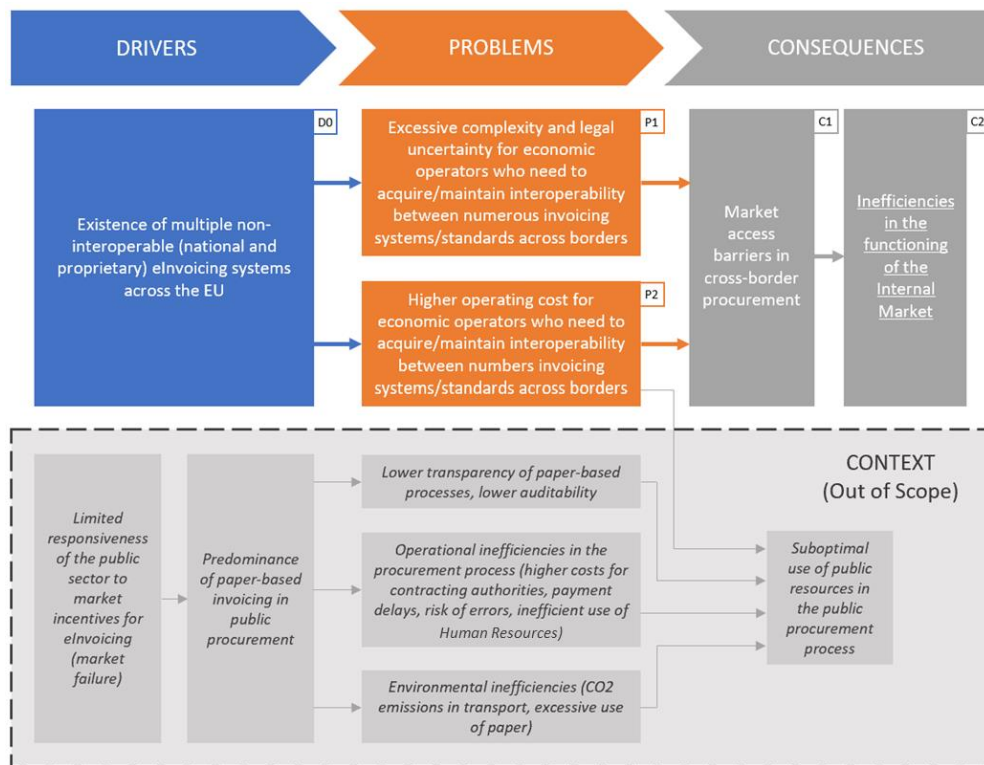 DRIVERS
PROBLEMS
CONSEQUENCES
D0
Existence of multiple non-
interoperable (national and
proprietary) eInvoicing systems
across the EU
P1
Excessive complexity and legal
uncertainty for economic
operators who need to
acquire/maintain interoperability
between numerous invoicing
systems/standards across borders
P2
Higher operating cost for
economic operators who need to
acquire/maintain interoperability
between numbers invoicing
systems/standards across borders
C1
Market
access
barriers in
cross-border
procurement
C2
Inefficiencies
in the
functioning
of the
Internal
Market
CONTEXT
(Out of Scope)
Limited
responsiveness
of the public
sector to
market
incentives for
eInvoicing
(market
failure)
Predominance
of paper-based
invoicing in
public
procurement
Lower transparency of paper-based
processes, lower auditability
Operational inefficiencies in the
procurement process (higher costs for
contracting authorities, payment
delays, risk of errors, inefficient use of
Human Resources)
Environmental inefficiencies (CO2
emissions in transport, excessive use
of paper)
Suboptimal
use of public
resources in
the public
procurement
process